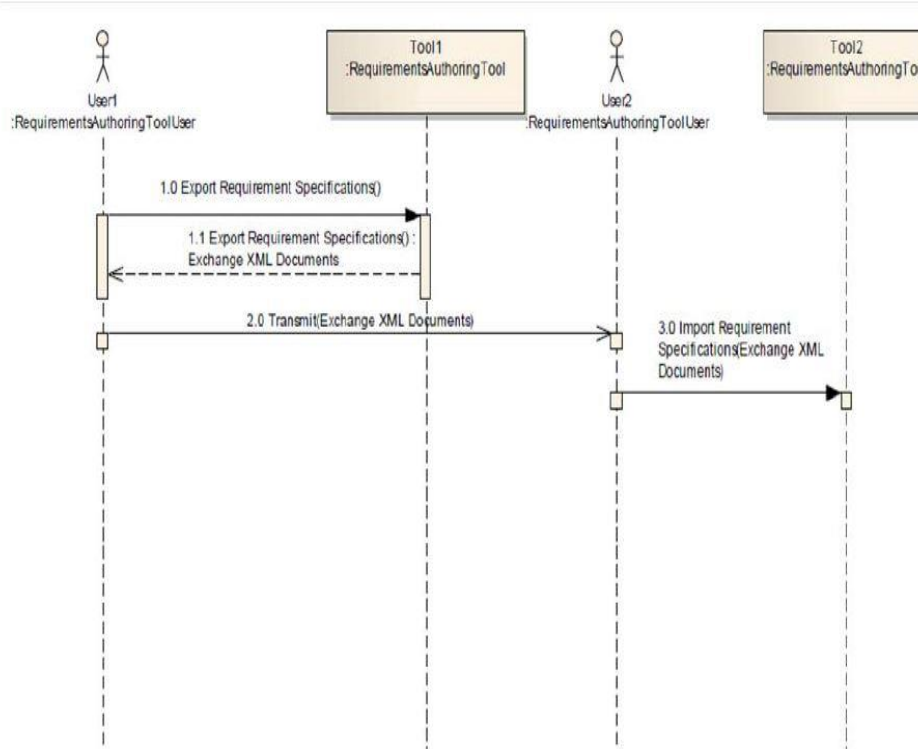 Tool1
:RequirementsAuthoringTool
Tool2
:RequirementsAuthoringToo
User1
:RequirementsAuthoringToolUser
User2
:RequirementsAuthoringToolUser
1.0 Export Requirement Specifications()
1.1 Export Requirement Specifications() :
Exchange XML Documents
2.0 Transmit(Exchange XML Documents)
3.0 Import Requirement
Specifications(Exchange XML
Documents)